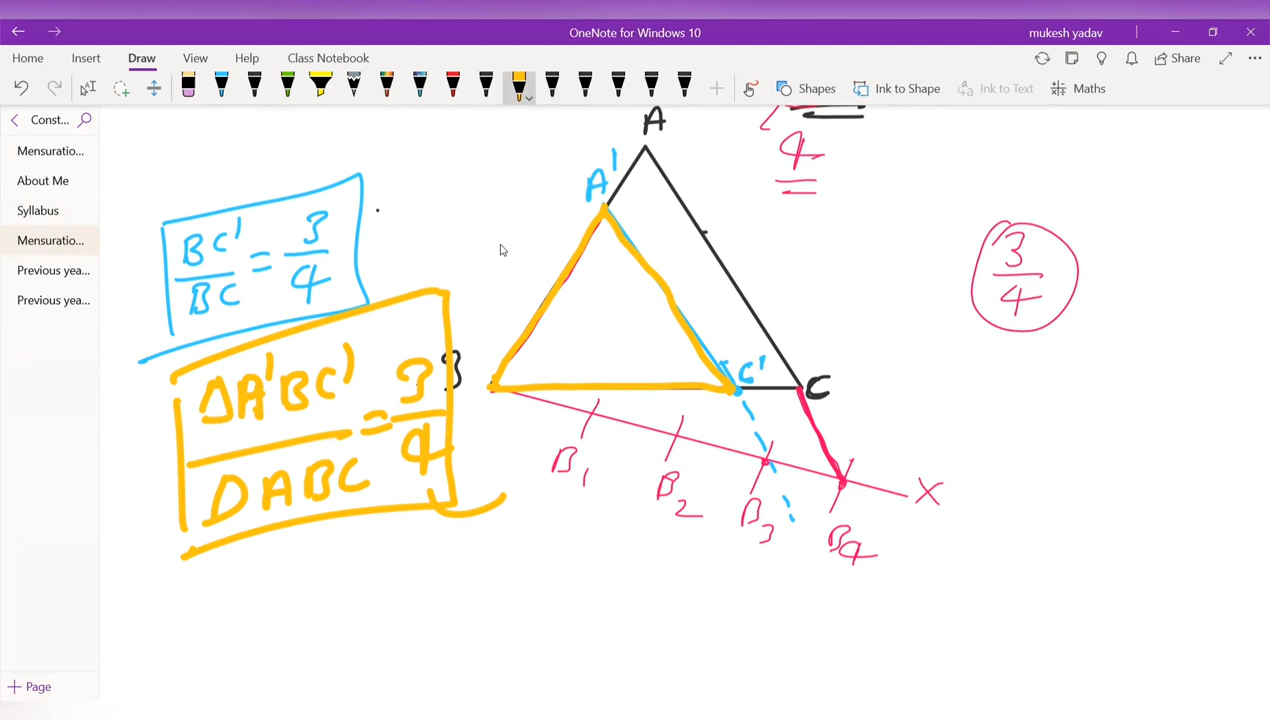 OneNote for Windows 10
mukesh yadav
Home Insert Draw View Help Class Notebook
Share
Shapes Ink to Shape Ink to Text Maths
Const...
Mensuratio...
About Me
Syllabus
Mensuratio...
Previous yea...
Previous yea...
Page
4
A
A'
BC'/BC = 3/4
3/4
ΔA'BC'/ΔABC = 3/4
B
C'
C
B1
B2
B3
B4
X